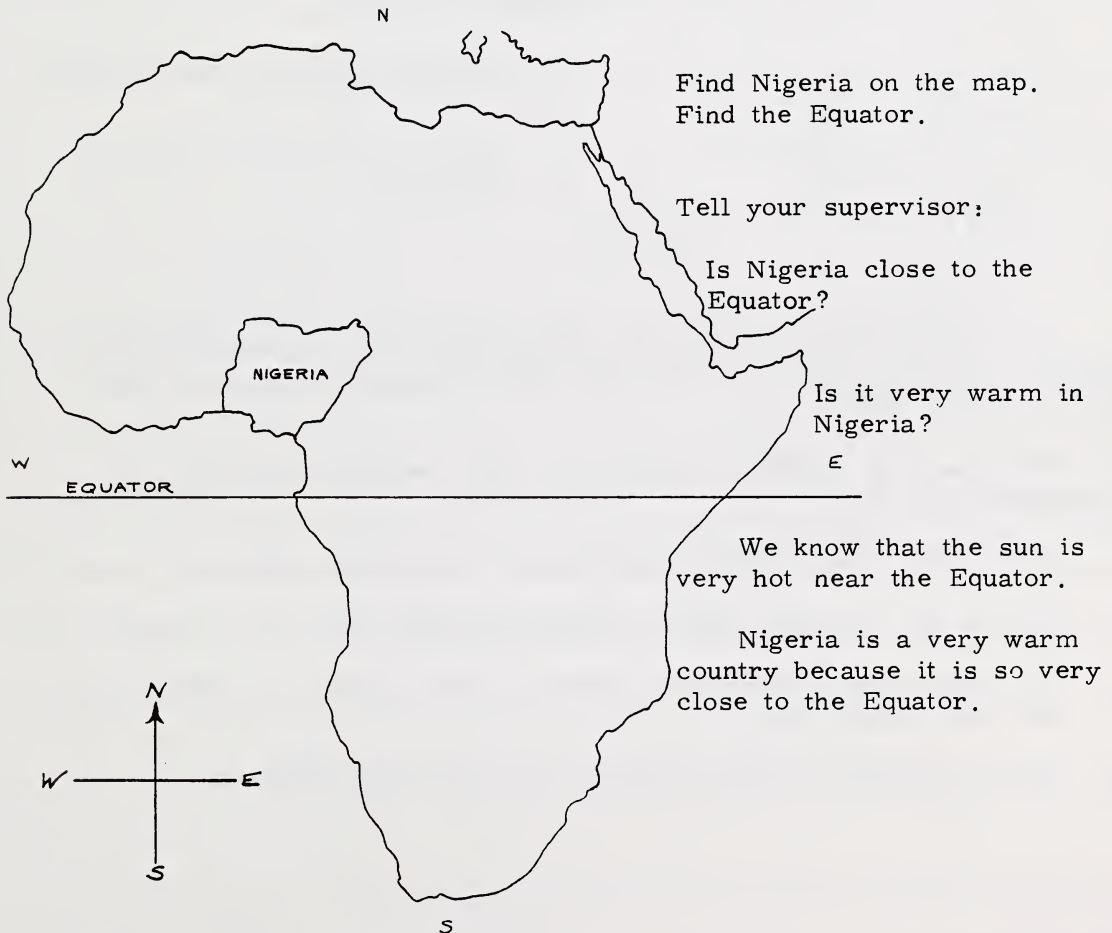 N
Find Nigeria on the map.
Find the Equator.
Tell your supervisor:
Is Nigeria close to the
Equator?
NIGERIA
Is it very warm in
Nigeria?
W
E
EQUATOR
We know that the sun is
very hot near the Equator.
Nigeria is a very warm
country because it is so very
close to the Equator.
N
W E
S
S